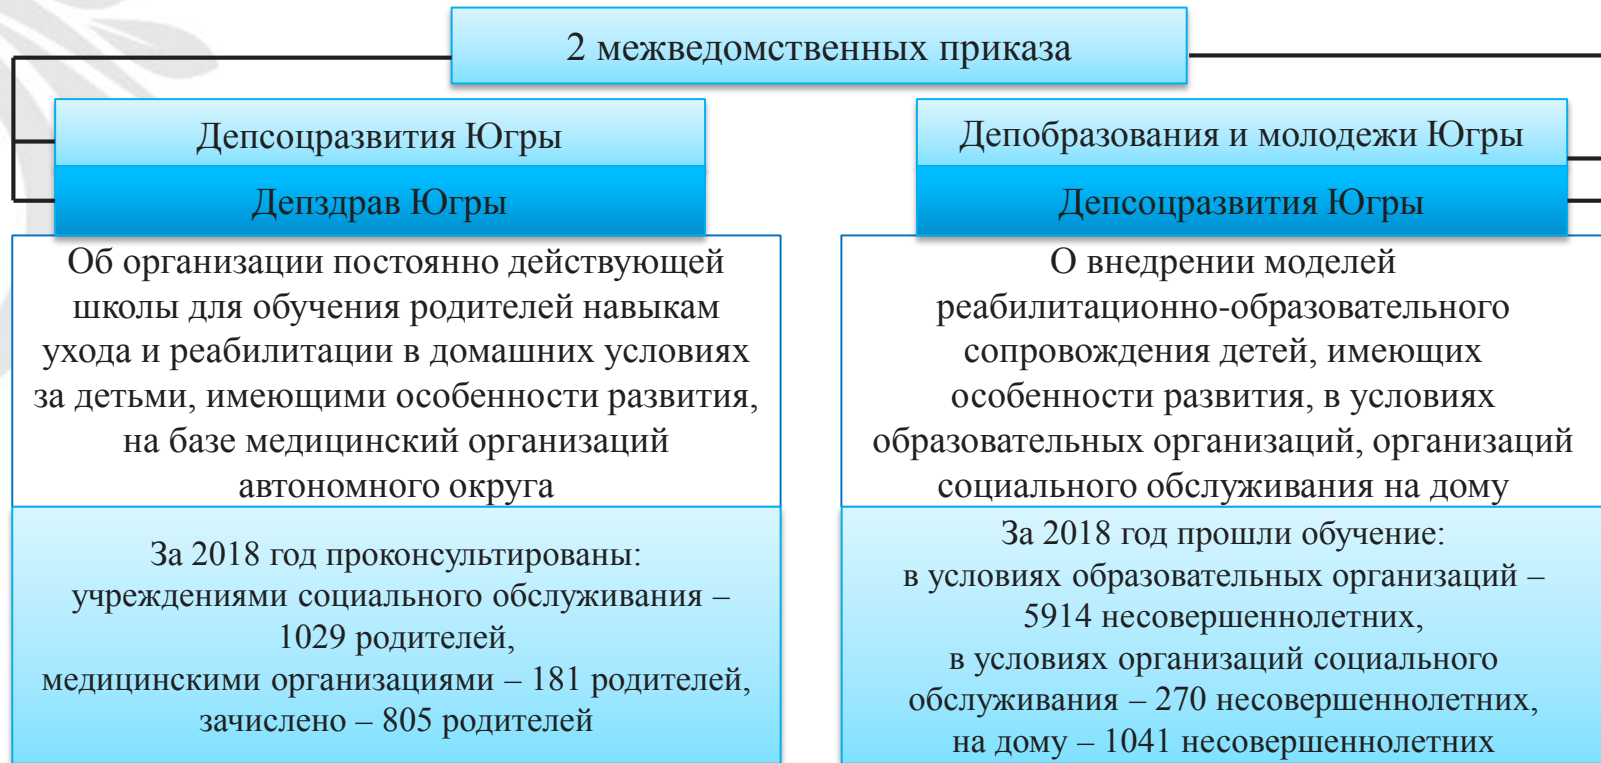 2 межведомственных приказа
Депсоцразвития Югры
Депздрав Югры
Об организации постоянно действующей
школы для обучения родителей навыкам
ухода и реабилитации в домашних условиях
за детьми, имеющими особенности развития,
на базе медицинский организаций
автономного округа
За 2018 год проконсультированы:
учреждениями социального обслуживания –
1029 родителей,
медицинскими организациями – 181 родителей,
зачислено – 805 родителей
Депобразования и молодежи Югры
Депсоцразвития Югры
О внедрении моделей
реабилитационно-образовательного
сопровождения детей, имеющих
особенности развития, в условиях
образовательных организаций, организаций
социального обслуживания на дому
За 2018 год прошли обучение:
в условиях образовательных организаций –
5914 несовершеннолетних,
в условиях организаций социального
обслуживания – 270 несовершеннолетних,
на дому – 1041 несовершеннолетних